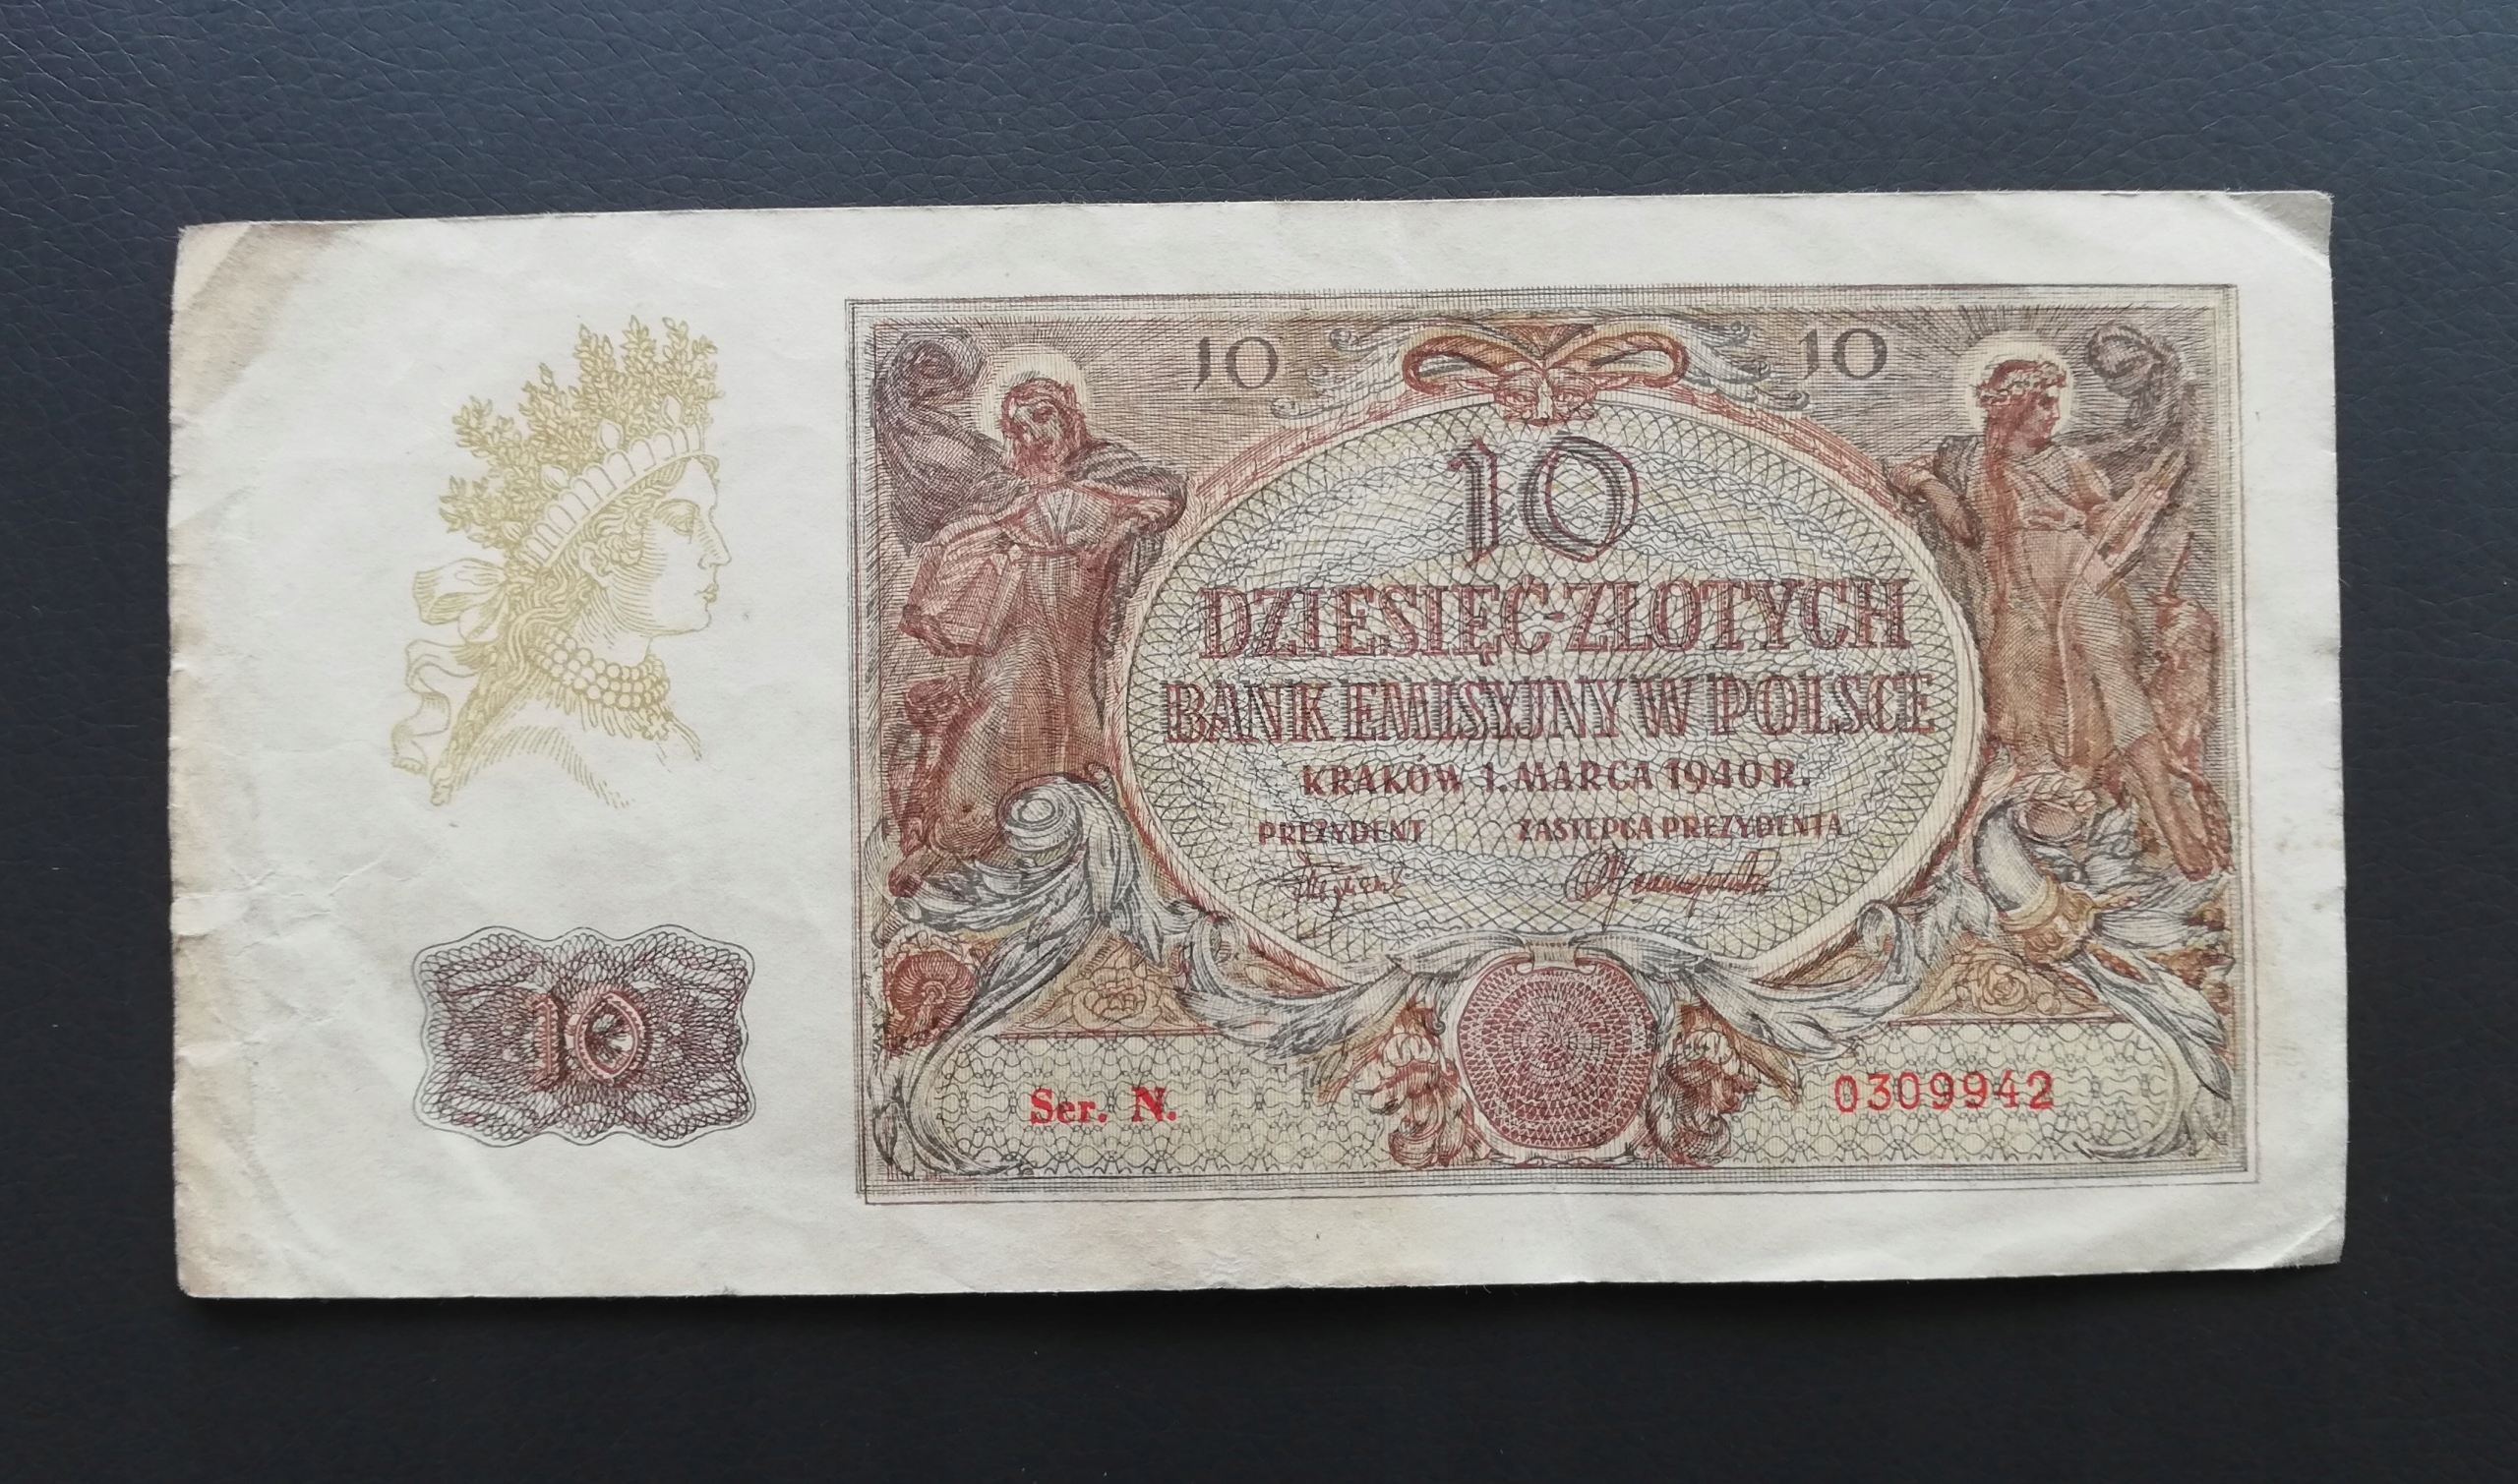 10 10
10
DZIESIĘĆ-ZŁOTYCH
BANK EMISYJNY W POLSCE
KRAKÓW 1. MARCA 1940 R.
PREZYDENT ZASTĘPCA PREZYDENTA
10
Ser. N. 0309942